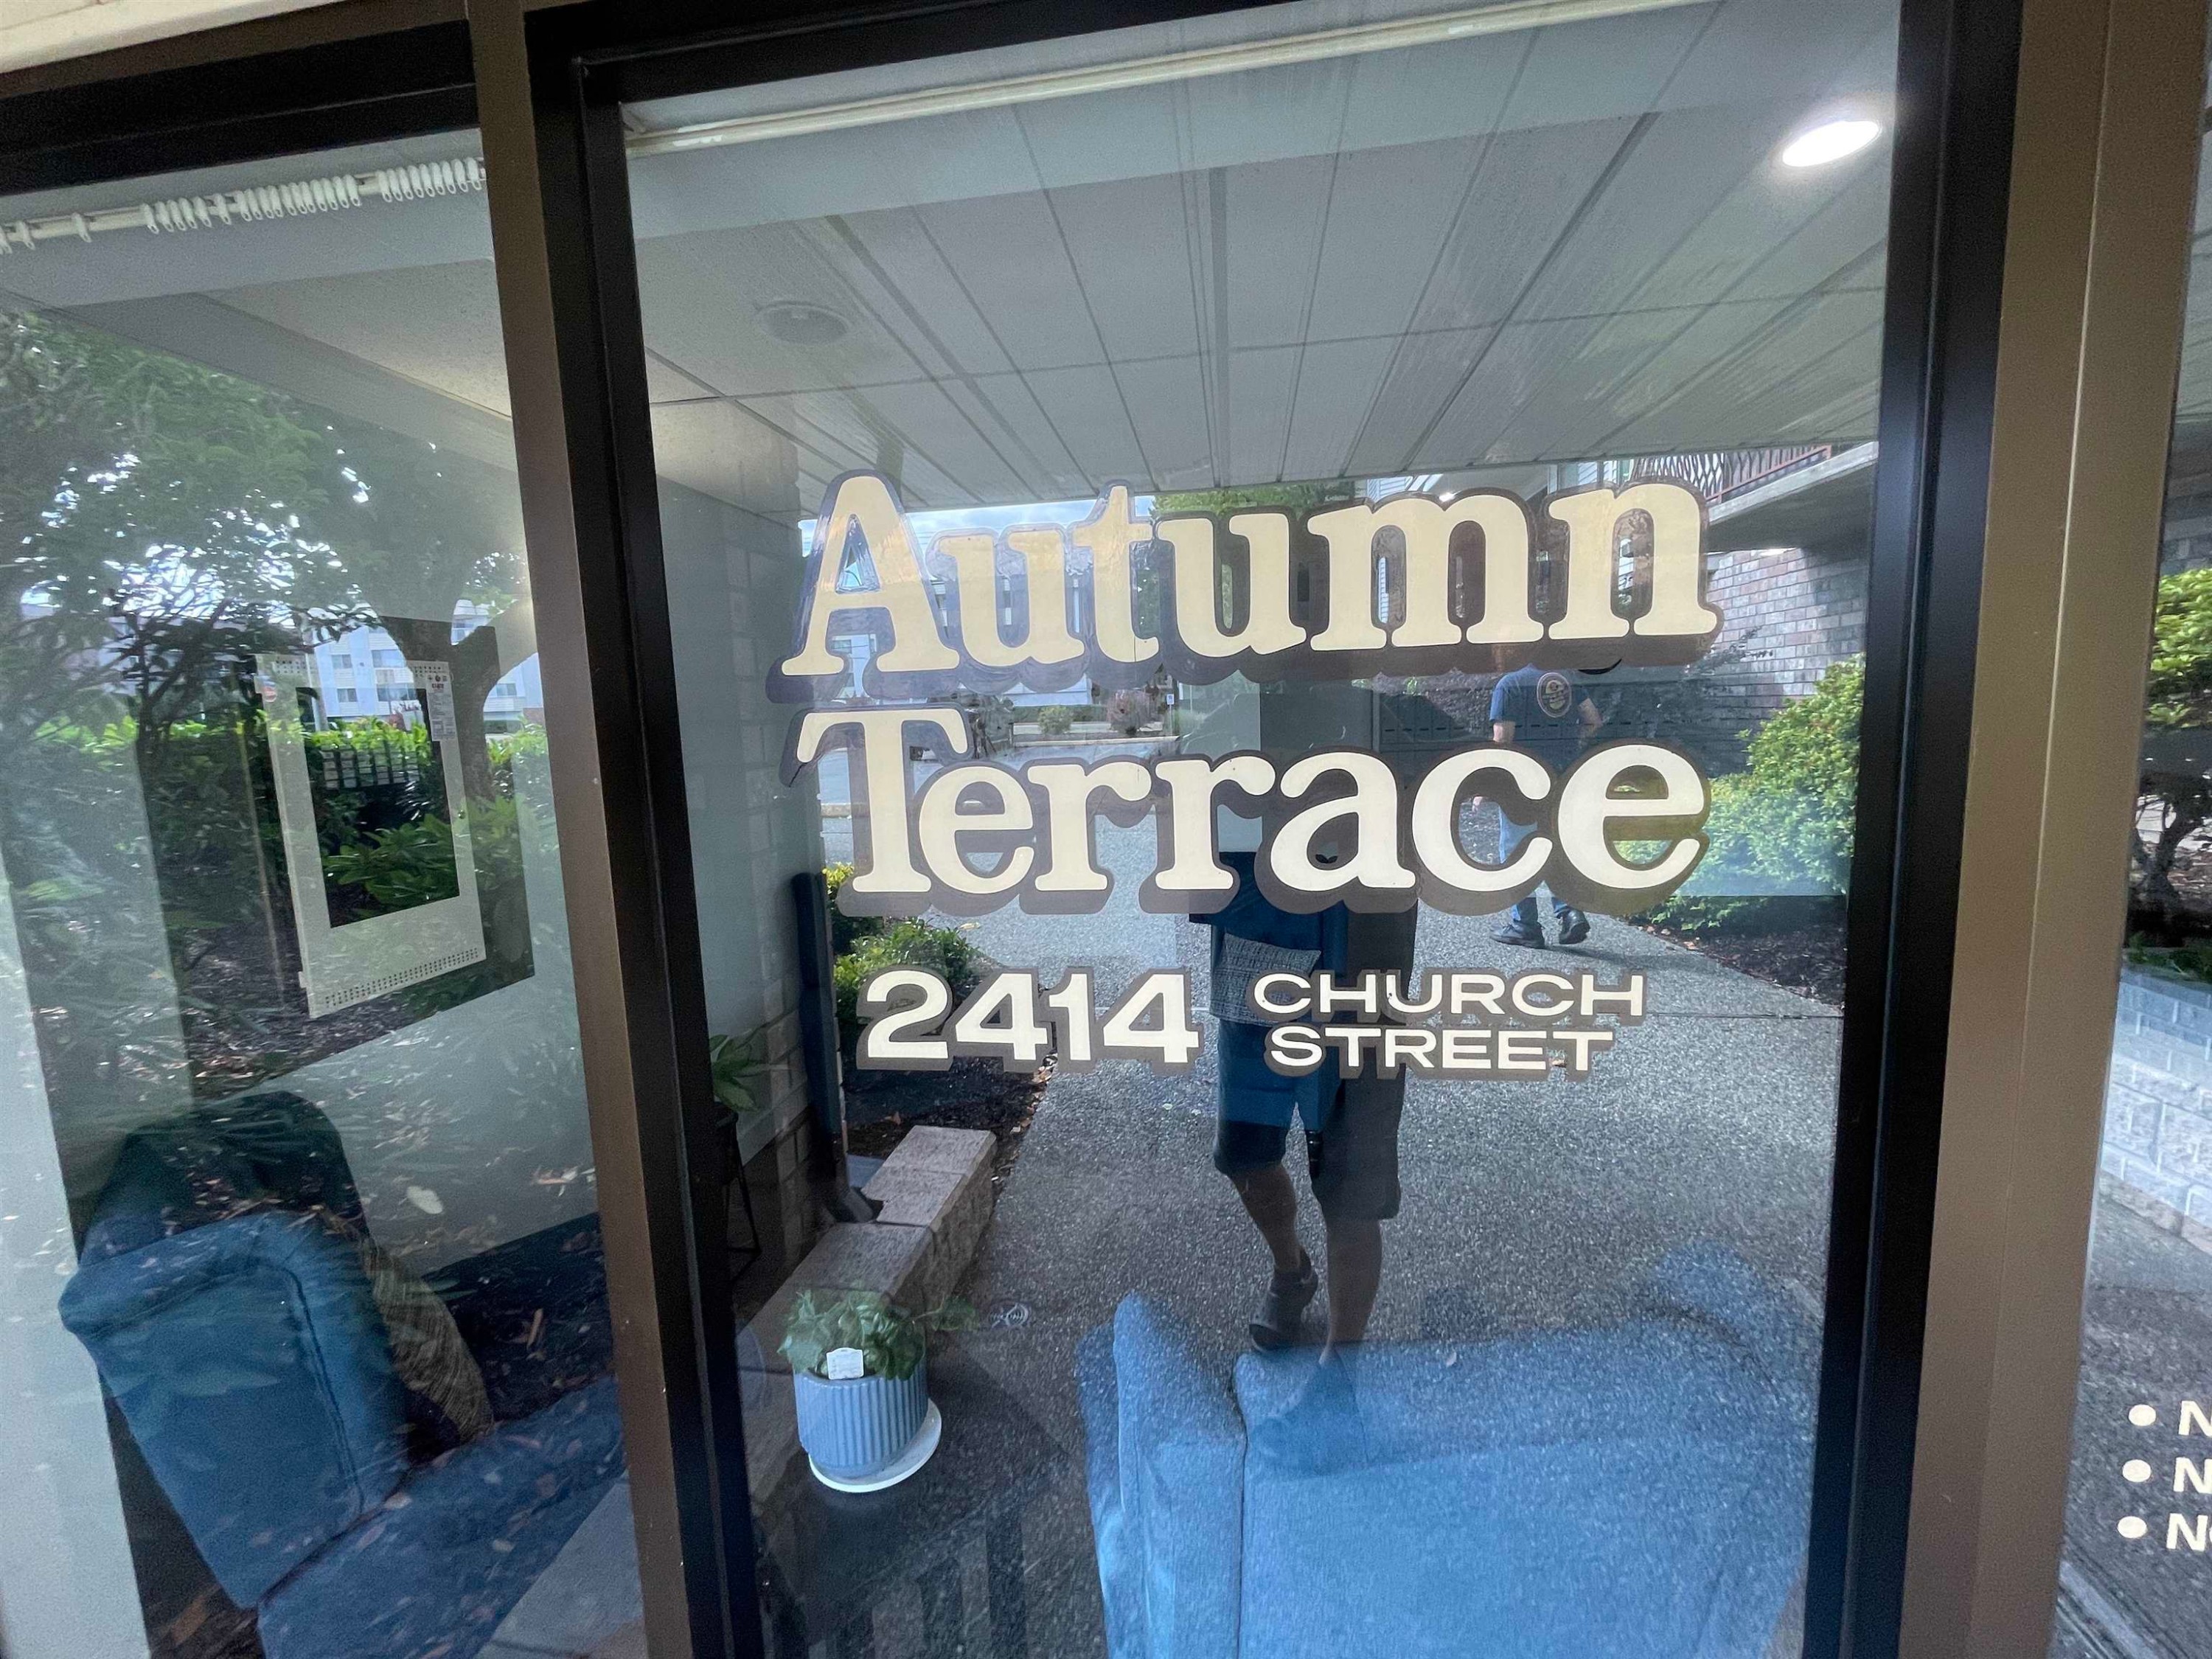 Autumn
Terrace
2414 CHURCH
STREET
• N
• N
• N